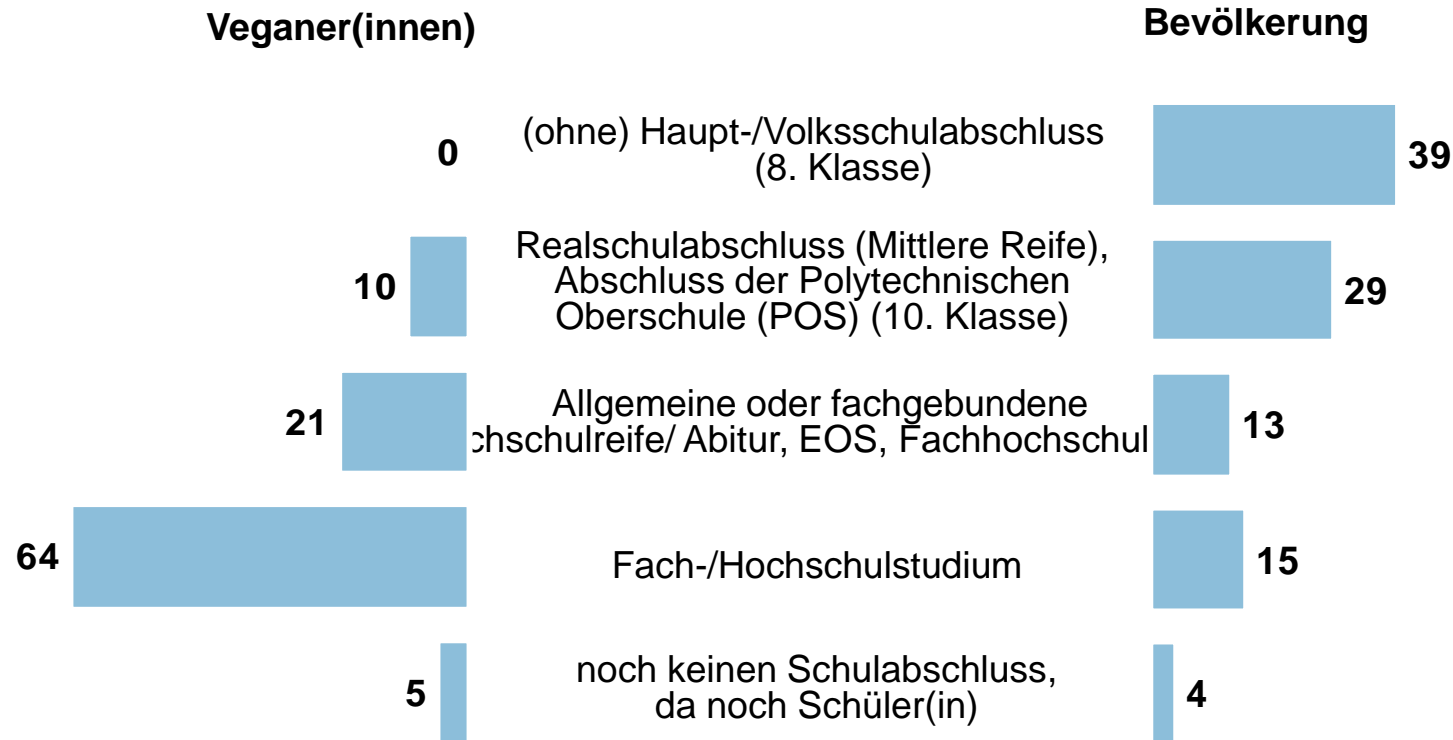 Veganer(innen)
Bevölkerung
0
(ohne) Haupt-/Volksschulabschluss
(8. Klasse)
39
10
Realschulabschluss (Mittlere Reife),
Abschluss der Polytechnischen
Oberschule (POS) (10. Klasse)
29
21
Allgemeine oder fachgebundene
chschulreife/ Abitur, EOS, Fachhochschul
13
64
Fach-/Hochschulstudium
15
5
noch keinen Schulabschluss,
da noch Schüler(in)
4